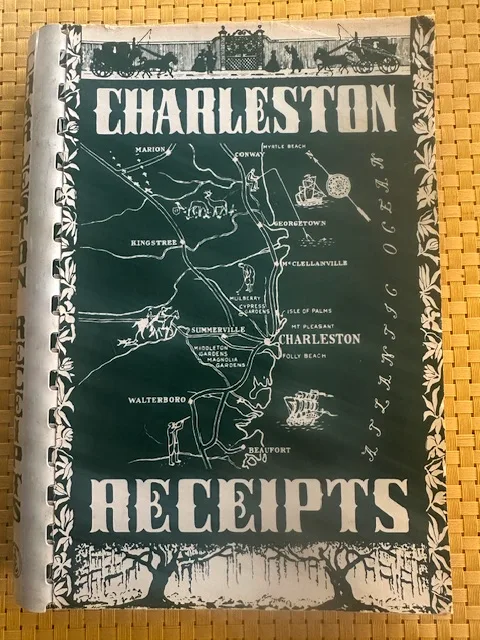 CHARLESTON
MARION
CONWAY
MYRTLE BEACH
GEORGETOWN
KINGSTREE
McCLELLANVILLE
MULBERRY
CYPRESS
GARDENS
ISLE OF PALMS
MT PLEASANT
SUMMERVILLE
CHARLESTON
MIDDLETON
GARDENS
MAGNOLIA
GARDENS
FOLLY BEACH
WALTERBORO
BEAUFORT
ATLANTIC OCEAN
RECEIPTS